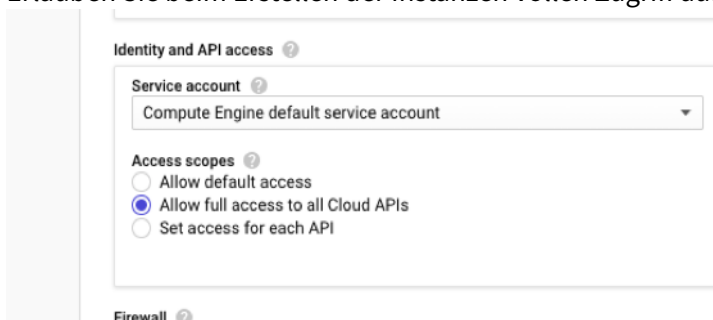 Erlauben Sie beim Erstellen der Instanzen vollen Zugriff auf
Identity and API access
Service account
Compute Engine default service account
Access scopes
Allow default access
Allow full access to all Cloud APIs
Set access for each API
Firewall